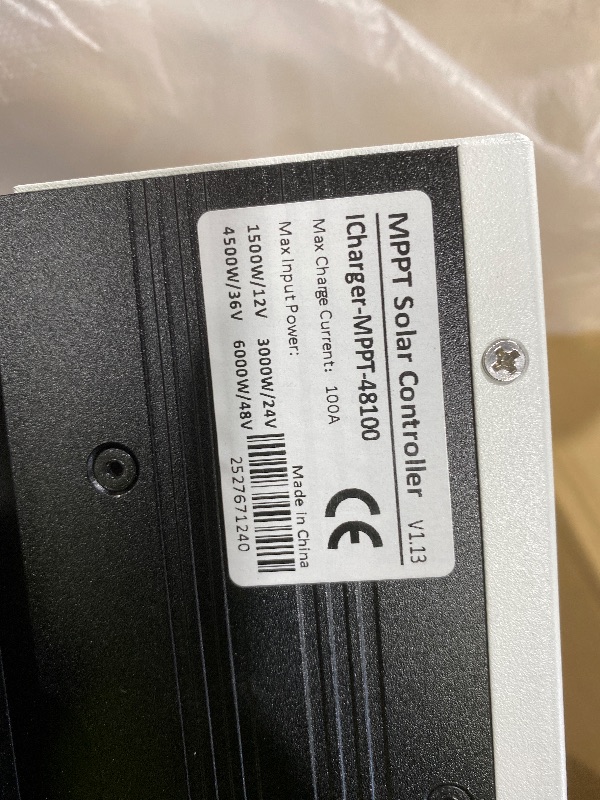 MPPT Solar Controller V1.13
ICharger-MPPT-48100
Max Charge Current: 100A
Max Input Power:
1500W/12V 3000W/24V
4500W/36V 6000W/48V
CE
Made in China
2527671240